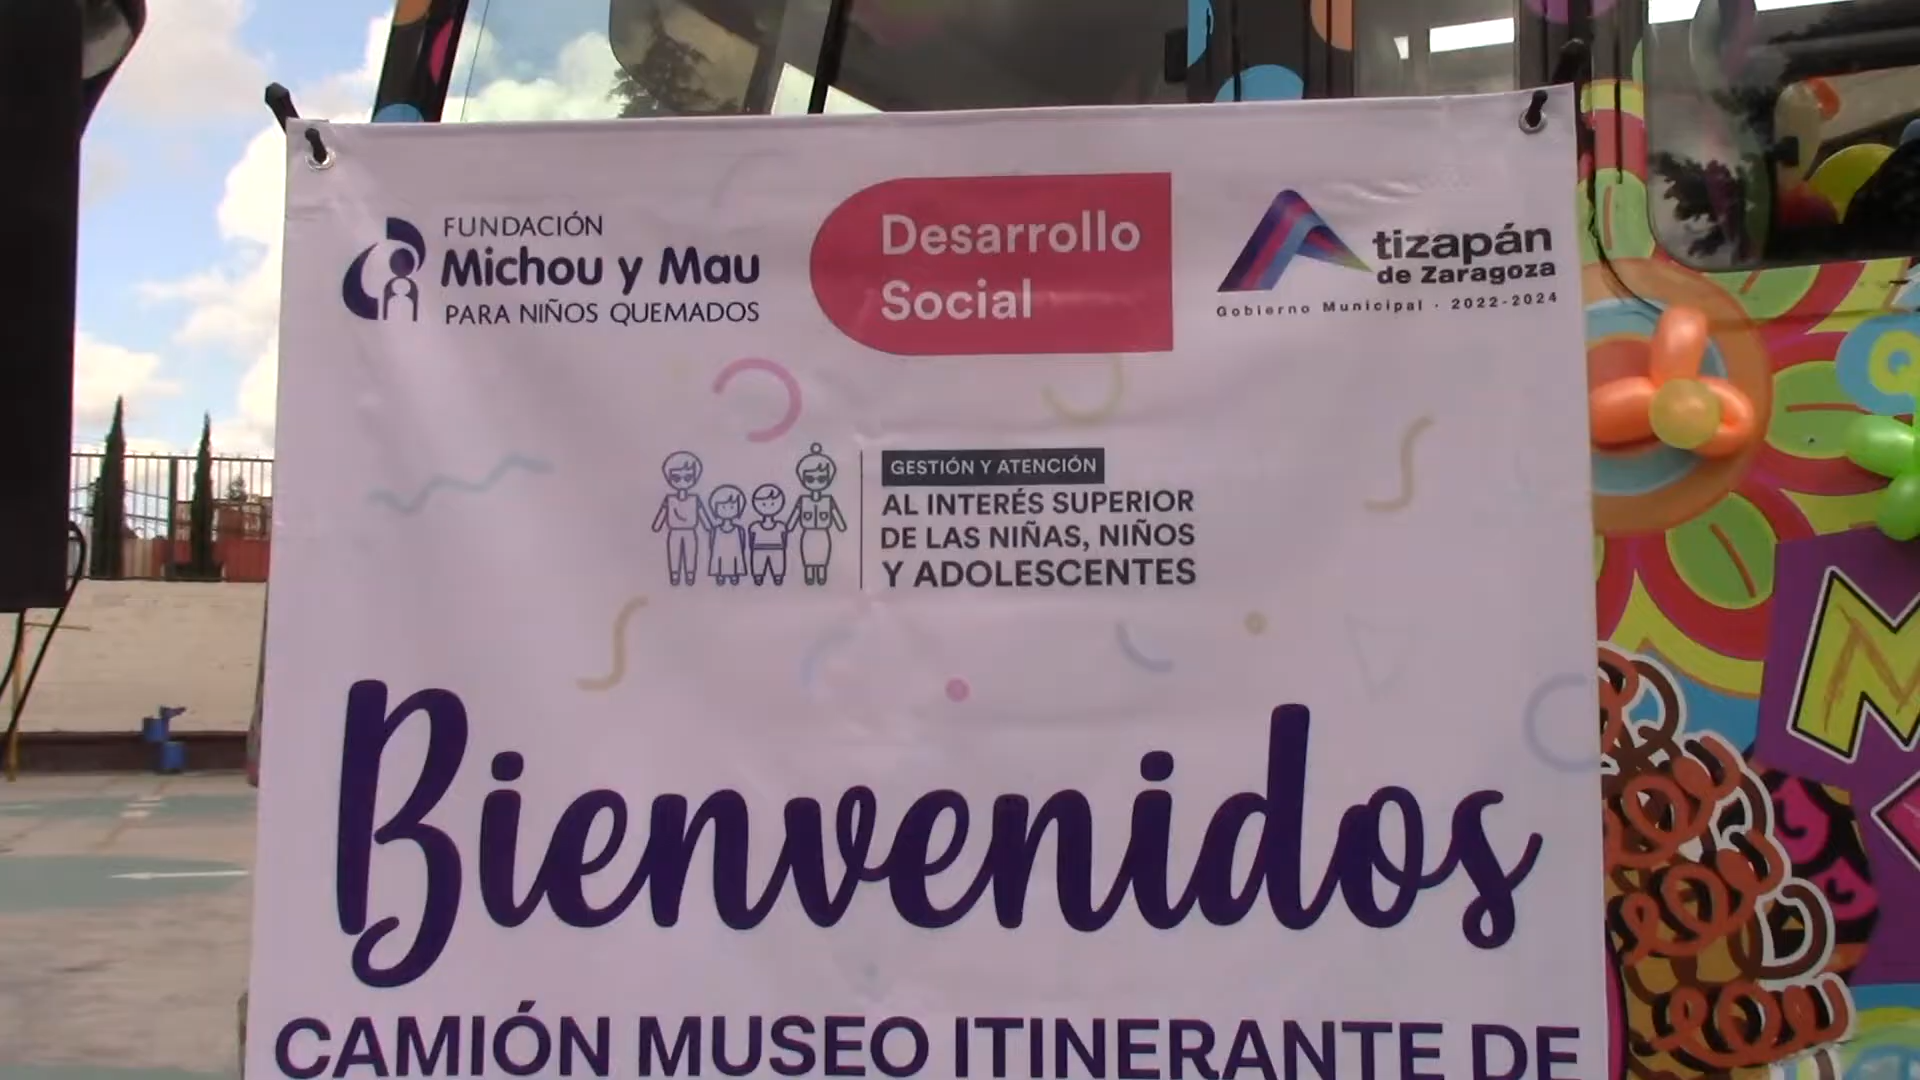 FUNDACIÓN
Michou y Mau
PARA NIÑOS QUEMADOS
Desarrollo
Social
Atizapán
de Zaragoza
Gobierno Municipal · 2022-2024
GESTIÓN Y ATENCIÓN
AL INTERÉS SUPERIOR
DE LAS NIÑAS, NIÑOS
Y ADOLESCENTES
Bienvenidos
CAMIÓN MUSEO ITINERANTE DE